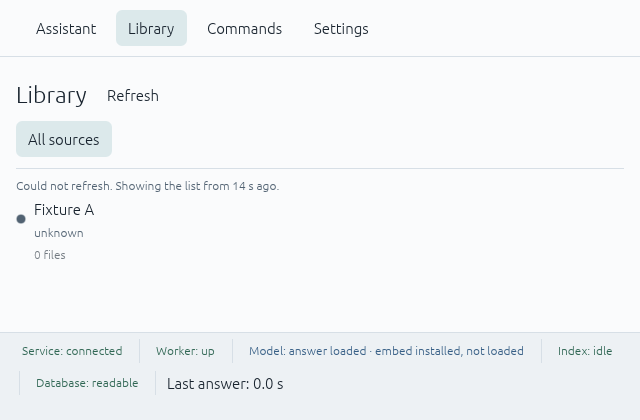 Assistant Library Commands Settings
Library Refresh
All sources
Could not refresh. Showing the list from 14 s ago.
Fixture A
unknown
0 files
Service: connected Worker: up Model: answer loaded · embed installed, not loaded Index: idle
Database: readable Last answer: 0.0 s